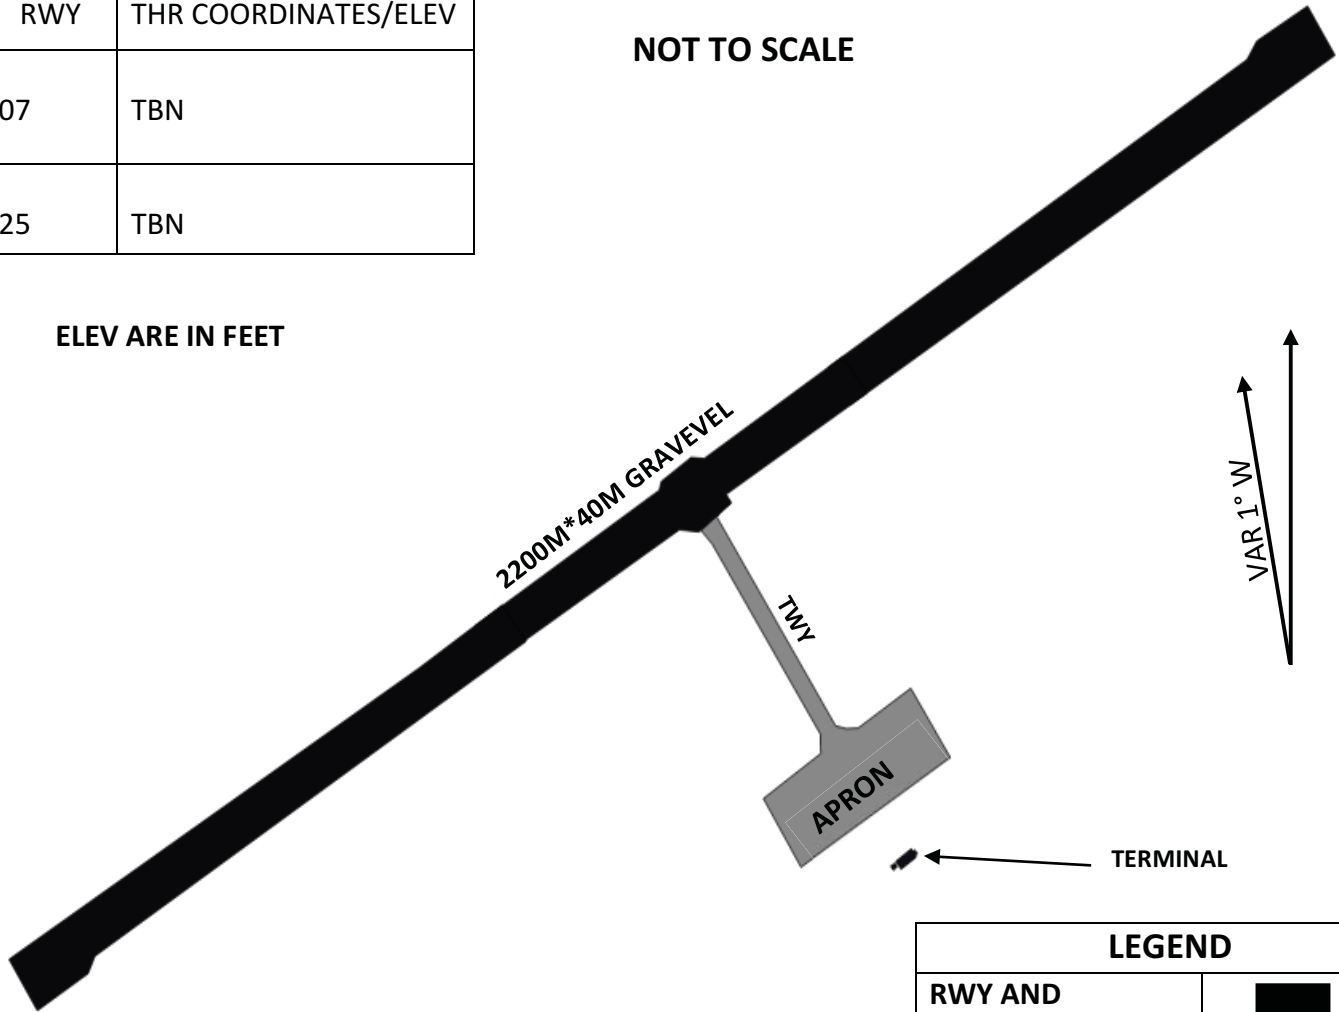 RWY THR COORDINATES/ELEV
NOT TO SCALE
07 TBN
25 TBN
ELEV ARE IN FEET
2200M*40M GRAVEVEL
VAR 1° W
TWY
APRON
TERMINAL
LEGEND
RWY AND